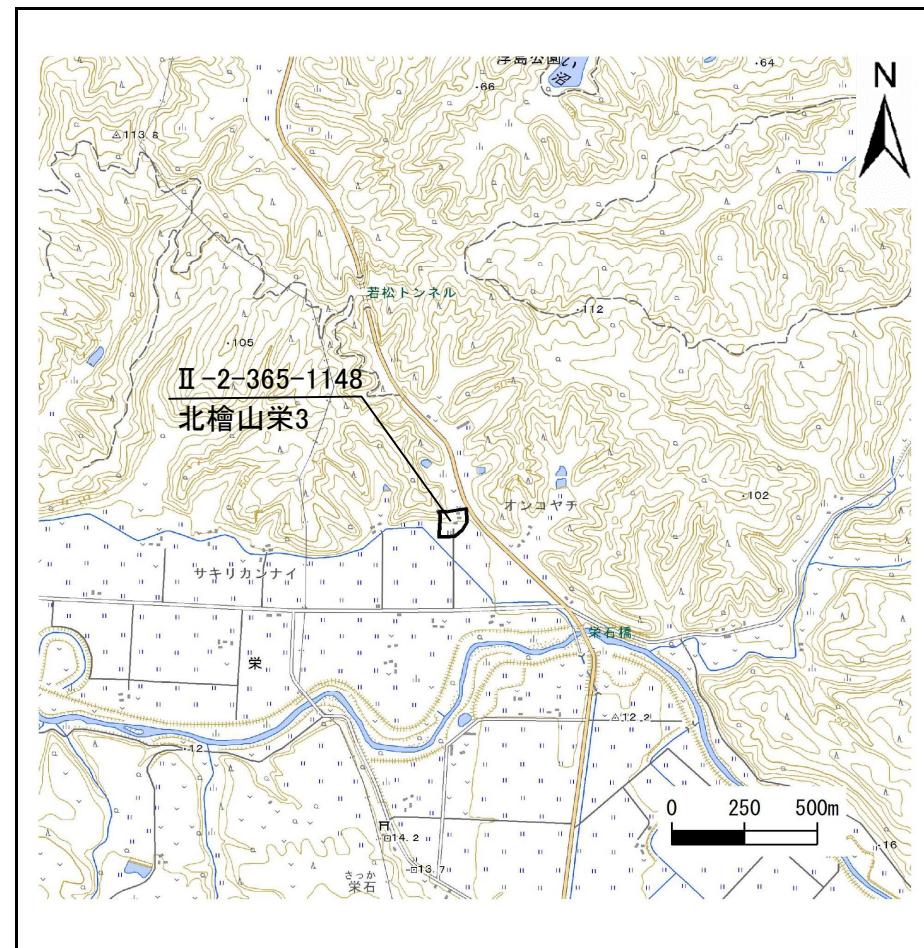 浮島公園
い
沼
・64
・66
N
113.8
若松トンネル
・112
・105
Ⅱ-2-365-1148
北檜山栄3
・102
オンコヤチ
サキリカンナイ
栄石橋
栄
12.2
・12
0 250 500m
14.2
・16
13.7
さっか
栄石